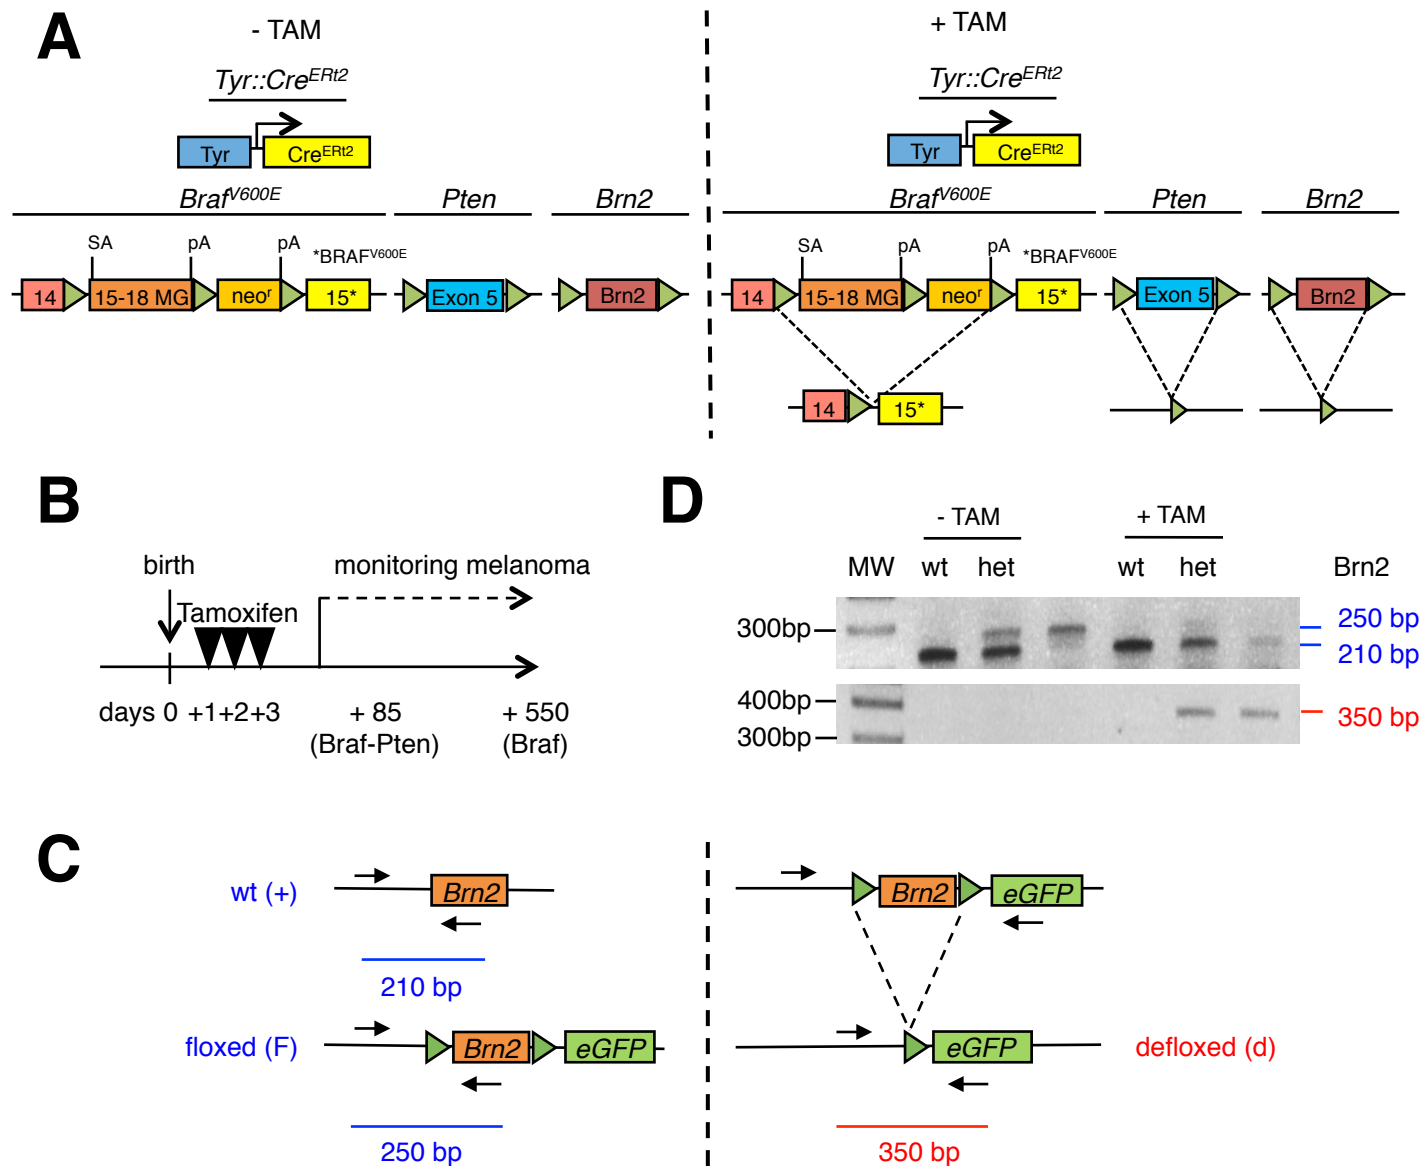 A
- TAM
Tyr::CreERt2
Tyr
CreERt2
BrafV600E
Pten
Brn2
SA
pA
pA
*BRAFV600E
14
15-18 MG
neor
15*
Exon 5
Brn2
+ TAM
Tyr::CreERt2
Tyr
CreERt2
BrafV600E
Pten
Brn2
SA
pA
pA
*BRAFV600E
14
15-18 MG
neor
15*
Exon 5
Brn2
14
15*
B
birth
monitoring melanoma
Tamoxifen
days 0 +1+2+3
+ 85
(Braf-Pten)
+ 550
(Braf)
D
- TAM
+ TAM
MW
wt
het
wt
het
Brn2
300bp
250 bp
210 bp
400bp
300bp
350 bp
C
wt (+)
Brn2
210 bp
floxed (F)
Brn2
eGFP
250 bp
Brn2
eGFP
eGFP
defloxed (d)
350 bp